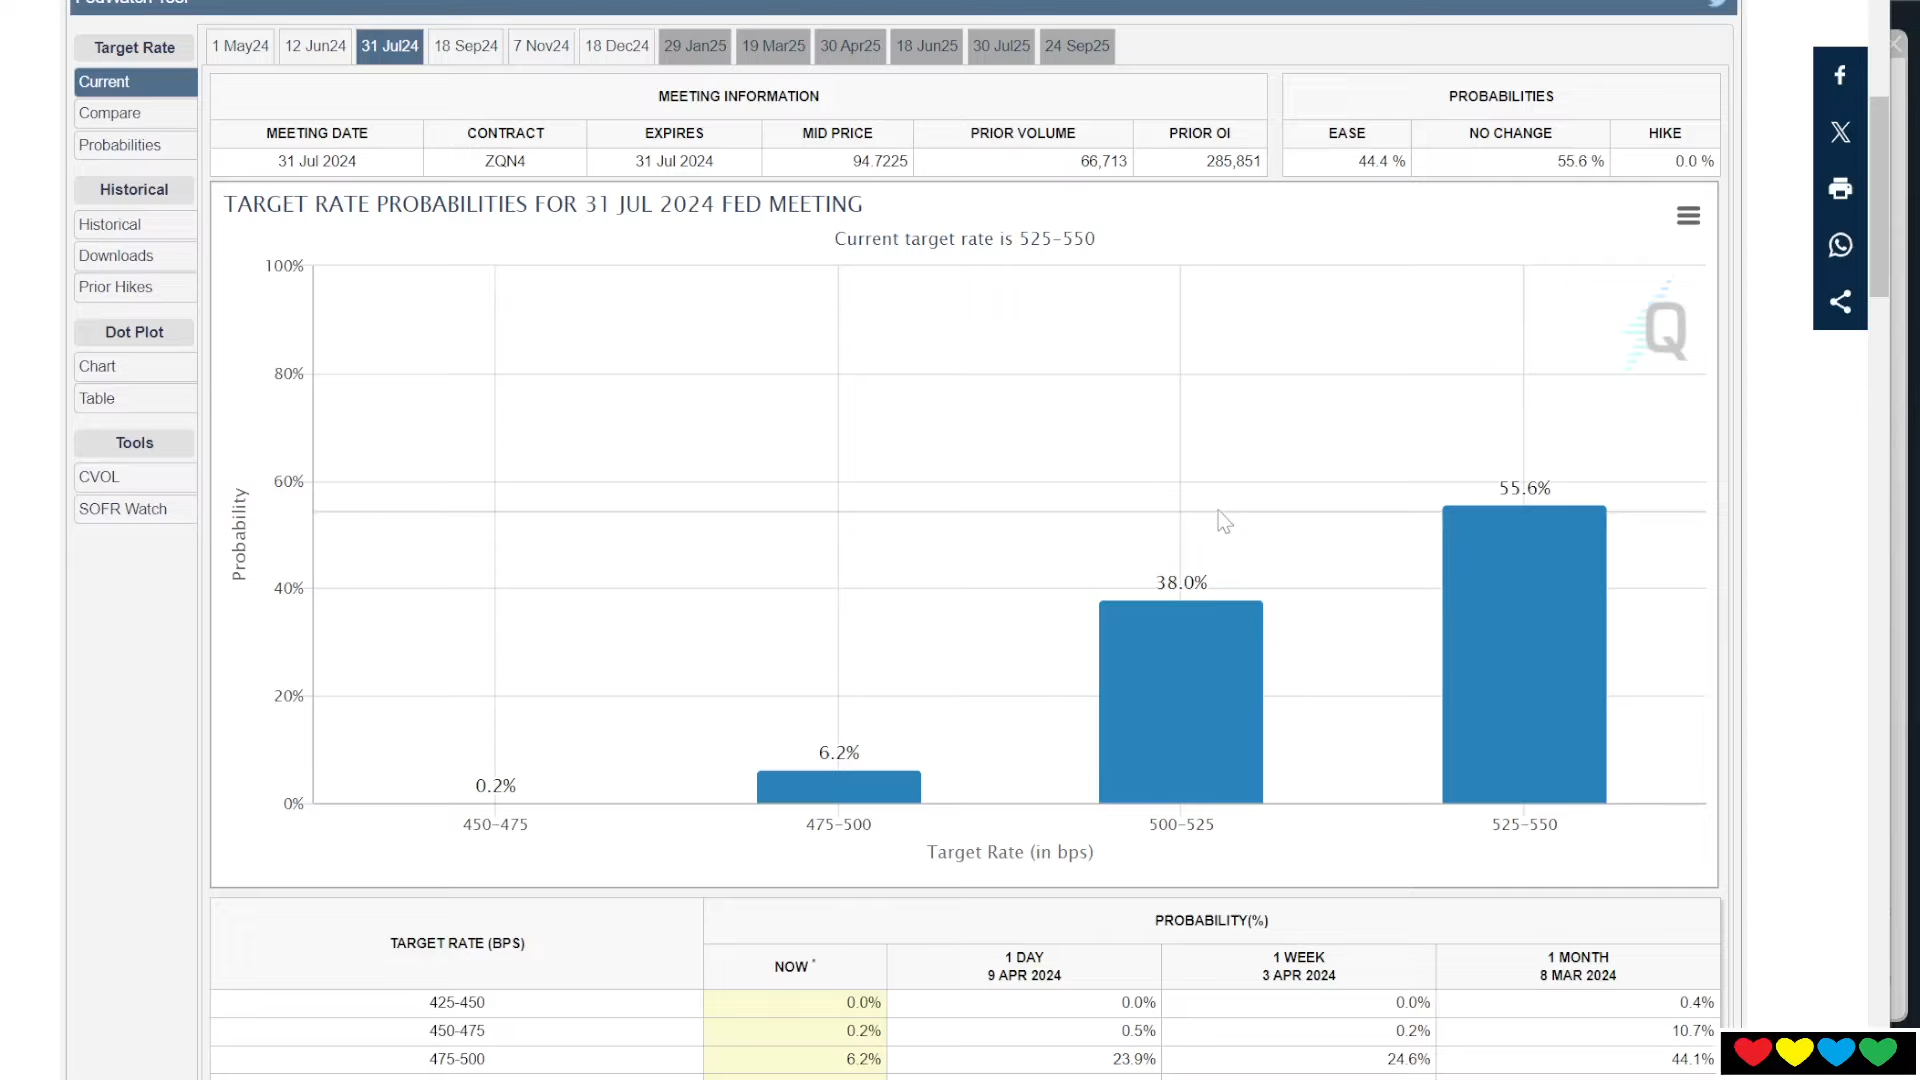 1 May24 12 Jun24 31 Jul24 18 Sep24 7 Nov24 18 Dec24 29 Jan25 19 Mar25 30 Apr25 18 Jun25 30 Jul25 24 Sep25
Target Rate
Current
Compare
Probabilities
Historical
Historical
Downloads
Prior Hikes
Dot Plot
Chart
Table
Tools
CVOL
SOFR Watch
MEETING INFORMATION
MEETING DATE CONTRACT EXPIRES MID PRICE PRIOR VOLUME PRIOR OI
31 Jul 2024 ZQN4 31 Jul 2024 94.7225 66,713 285,851
PROBABILITIES
EASE NO CHANGE HIKE
44.4 % 55.6 % 0.0 %
TARGET RATE PROBABILITIES FOR 31 JUL 2024 FED MEETING
Current target rate is 525-550
Q
Probability
100%
80%
60%
40%
20%
0%
0.2%
6.2%
38.0%
55.6%
450-475 475-500 500-525 525-550
Target Rate (in bps)
TARGET RATE (BPS) PROBABILITY(%)
NOW * 1 DAY 1 WEEK 1 MONTH
9 APR 2024 3 APR 2024 8 MAR 2024
425-450 0.0% 0.0% 0.0% 0.4%
450-475 0.2% 0.5% 0.2% 10.7%
475-500 6.2% 23.9% 24.6% 44.1%